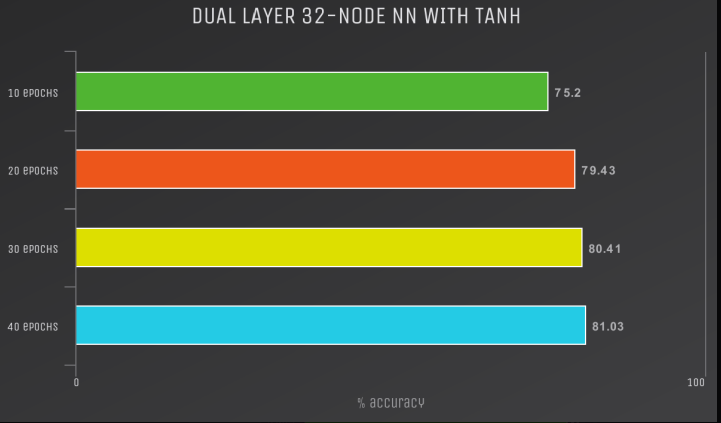 DUAL LAYER 32-NODE NN WITH TANH
10 EPOCHS
75.2
20 EPOCHS
79.43
30 EPOCHS
80.41
40 EPOCHS
81.03
0
100
% ACCURACY